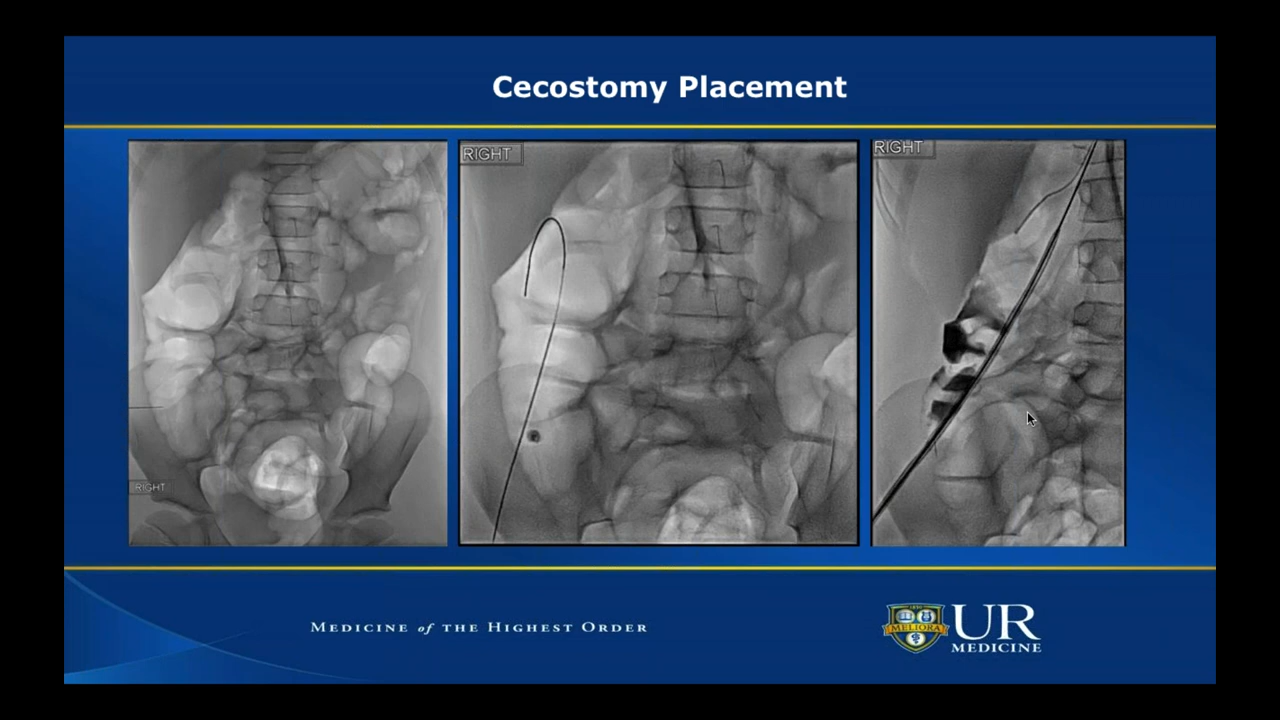 Cecostomy Placement
RIGHT
RIGHT
RIGHT
MEDICINE of THE HIGHEST ORDER
MELIORA
UR
MEDICINE